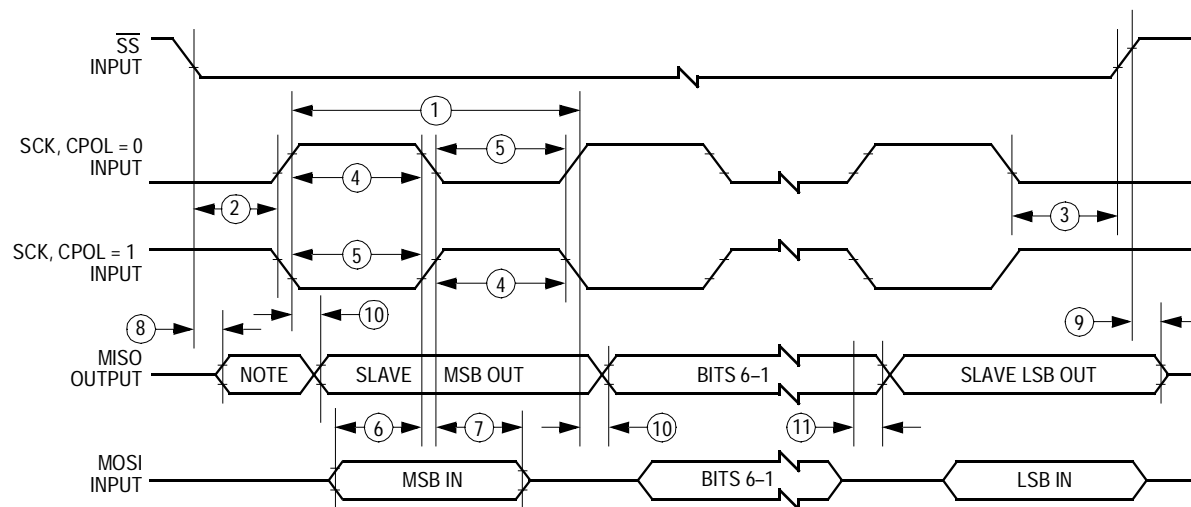 SS
INPUT
1
SCK, CPOL = 0
INPUT
5
4
2
3
SCK, CPOL = 1
INPUT
5
4
10
8
9
MISO
OUTPUT
NOTE
SLAVE
MSB OUT
BITS 6–1
SLAVE LSB OUT
6
7
10
11
MOSI
INPUT
MSB IN
BITS 6–1
LSB IN